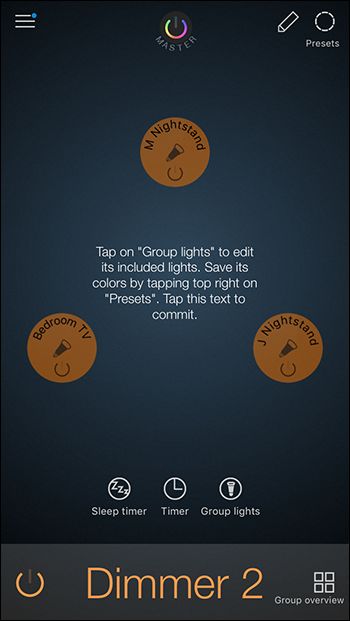 MASTER
Presets
M Nightstand
Tap on "Group lights" to edit
its included lights. Save its
colors by tapping top right on
"Presets". Tap this text to
commit.
Bedroom TV
J Nightstand
Sleep timer
Timer
Group lights
Dimmer 2
Group overview